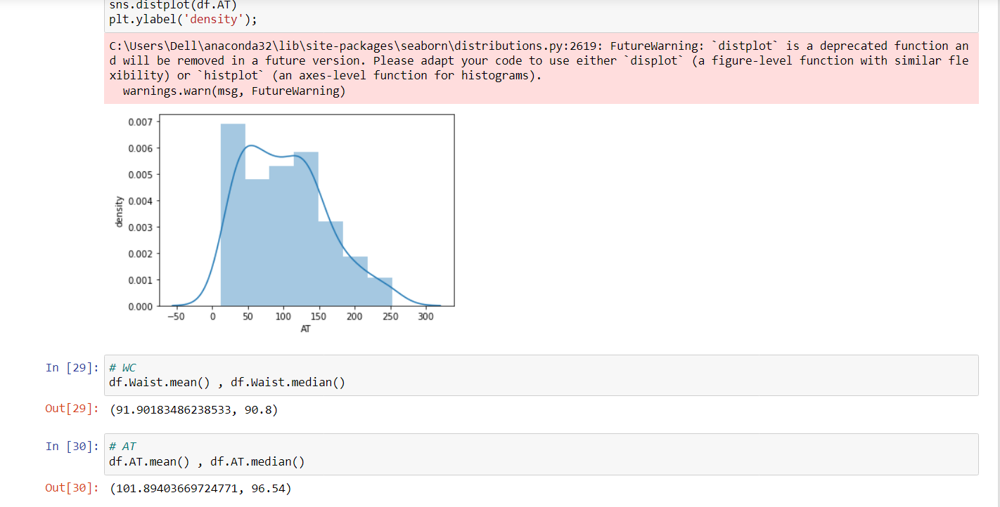 sns.distplot(df.AT)
plt.ylabel('density');
C:\Users\Dell\anaconda32\lib\site-packages\seaborn\distributions.py:2619: FutureWarning: `distplot` is a deprecated function an
d will be removed in a future version. Please adapt your code to use either `displot` (a figure-level function with similar fle
xibility) or `histplot` (an axes-level function for histograms).
warnings.warn(msg, FutureWarning)
0.007
0.006
0.005
0.004
0.003
0.002
0.001
0.000
density
−50 0 50 100 150 200 250 300
AT
In [29]: # WC
df.Waist.mean() , df.Waist.median()
Out[29]: (91.90183486238533, 90.8)
In [30]: # AT
df.AT.mean() , df.AT.median()
Out[30]: (101.89403669724771, 96.54)